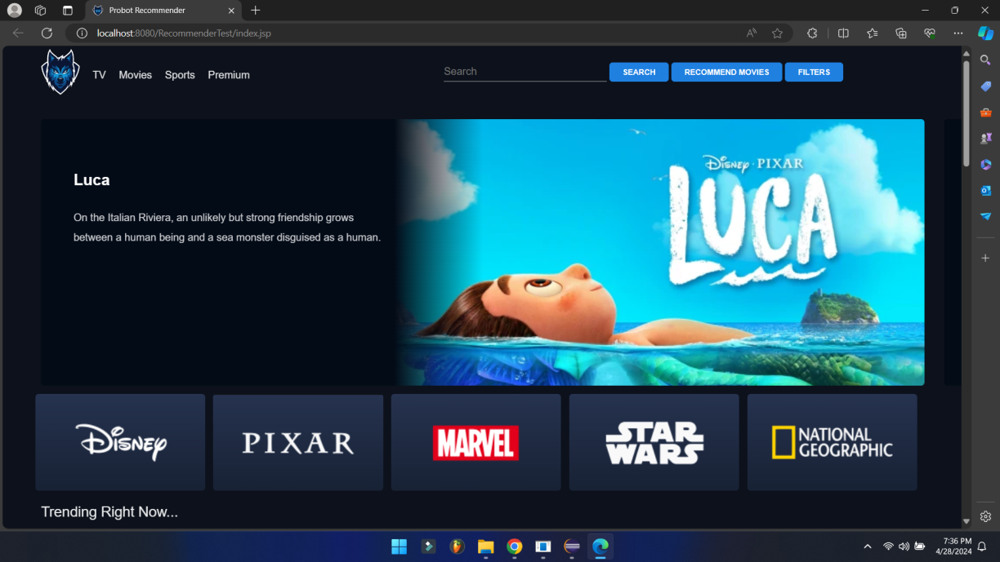 Probot Recommender
localhost:8080/RecommenderTest/index.jsp
TV Movies Sports Premium
Search
SEARCH
RECOMMEND MOVIES
FILTERS
Luca
On the Italian Riviera, an unlikely but strong friendship grows
between a human being and a sea monster disguised as a human.
DISNEY · PIXAR
LUCA
DISNEY
PIXAR
MARVEL
STAR
WARS
NATIONAL
GEOGRAPHIC
Trending Right Now...
7:36 PM
4/28/2024